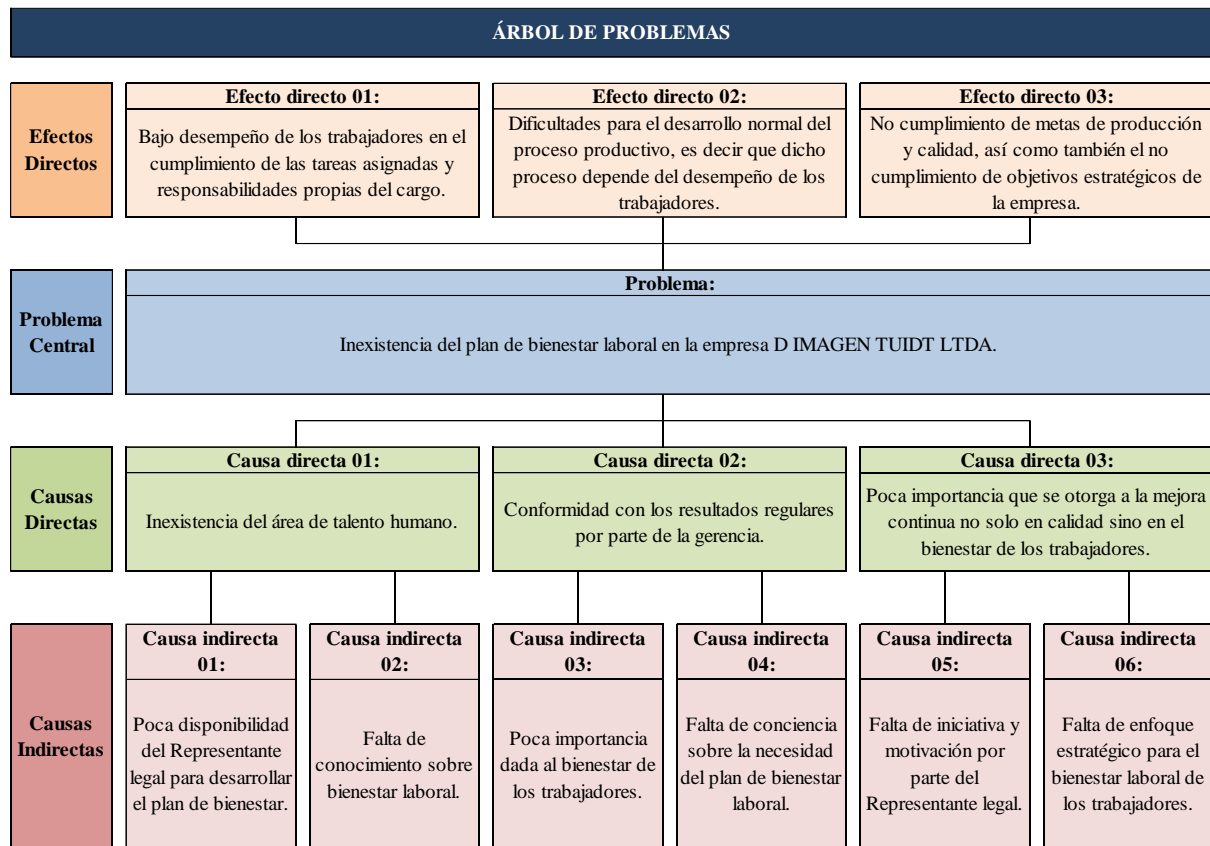 ÁRBOL DE PROBLEMAS
Efectos
Directos
Efecto directo 01:
Bajo desempeño de los trabajadores en el
cumplimiento de las tareas asignadas y
responsabilidades propias del cargo.
Efecto directo 02:
Dificultades para el desarrollo normal del
proceso productivo, es decir que dicho
proceso depende del desempeño de los
trabajadores.
Efecto directo 03:
No cumplimiento de metas de producción
y calidad, así como también el no
cumplimiento de objetivos estratégicos de
la empresa.
Problema
Central
Problema:
Inexistencia del plan de bienestar laboral en la empresa D IMAGEN TUIDT LTDA.
Causas
Directas
Causa directa 01:
Inexistencia del área de talento humano.
Causa directa 02:
Conformidad con los resultados regulares
por parte de la gerencia.
Causa directa 03:
Poca importancia que se otorga a la mejora
continua no solo en calidad sino en el
bienestar de los trabajadores.
Causas
Indirectas
Causa indirecta
01:
Poca disponibilidad
del Representante
legal para desarrollar
el plan de bienestar.
Causa indirecta
02:
Falta de
conocimiento sobre
bienestar laboral.
Causa indirecta
03:
Poca importancia
dada al bienestar de
los trabajadores.
Causa indirecta
04:
Falta de conciencia
sobre la necesidad
del plan de bienestar
laboral.
Causa indirecta
05:
Falta de iniciativa y
motivación por
parte del
Representante legal.
Causa indirecta
06:
Falta de enfoque
estratégico para el
bienestar laboral de
los trabajadores.